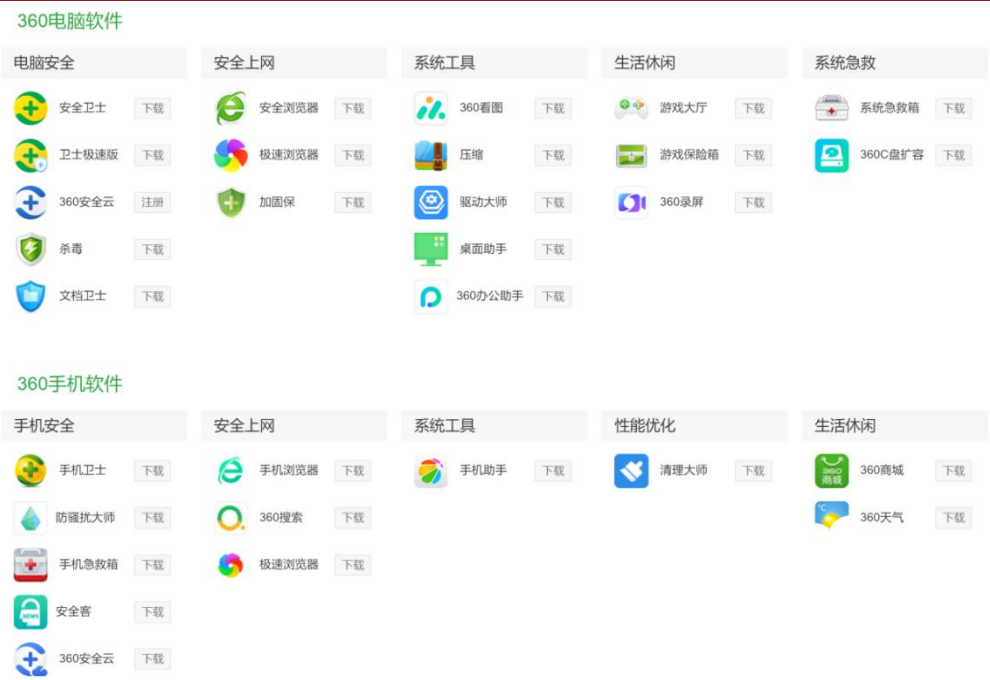 360电脑软件
电脑安全 安全上网 系统工具 生活休闲 系统急救
安全卫士 下载 安全浏览器 下载 360看图 下载 游戏大厅 下载 系统急救箱 下载
卫士极速版 下载 极速浏览器 下载 压缩 下载 游戏保险箱 下载 360C盘扩容 下载
360安全云 注册 加固保 下载 驱动大师 下载 360录屏 下载
杀毒 下载 桌面助手 下载
文档卫士 下载 360办公助手 下载
360手机软件
手机安全 安全上网 系统工具 性能优化 生活休闲
手机卫士 下载 手机浏览器 下载 手机助手 下载 清理大师 下载 360商城 360商城 下载
防骚扰大师 下载 360搜索 下载 ℃ 360天气 下载
手机急救箱 下载 极速浏览器 下载
NEWS 安全客 下载
360安全云 下载